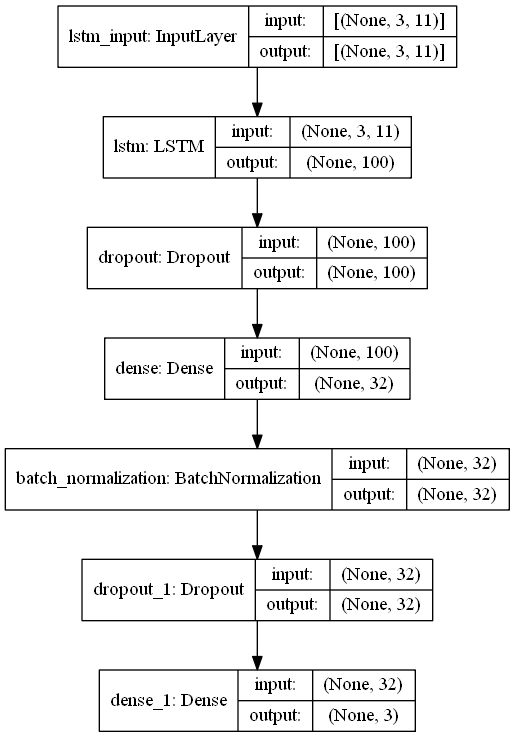 lstm_input: InputLayer
input:
[(None, 3, 11)]
output:
[(None, 3, 11)]
lstm: LSTM
input:
(None, 3, 11)
output:
(None, 100)
dropout: Dropout
input:
(None, 100)
output:
(None, 100)
dense: Dense
input:
(None, 100)
output:
(None, 32)
batch_normalization: BatchNormalization
input:
(None, 32)
output:
(None, 32)
dropout_1: Dropout
input:
(None, 32)
output:
(None, 32)
dense_1: Dense
input:
(None, 32)
output:
(None, 3)